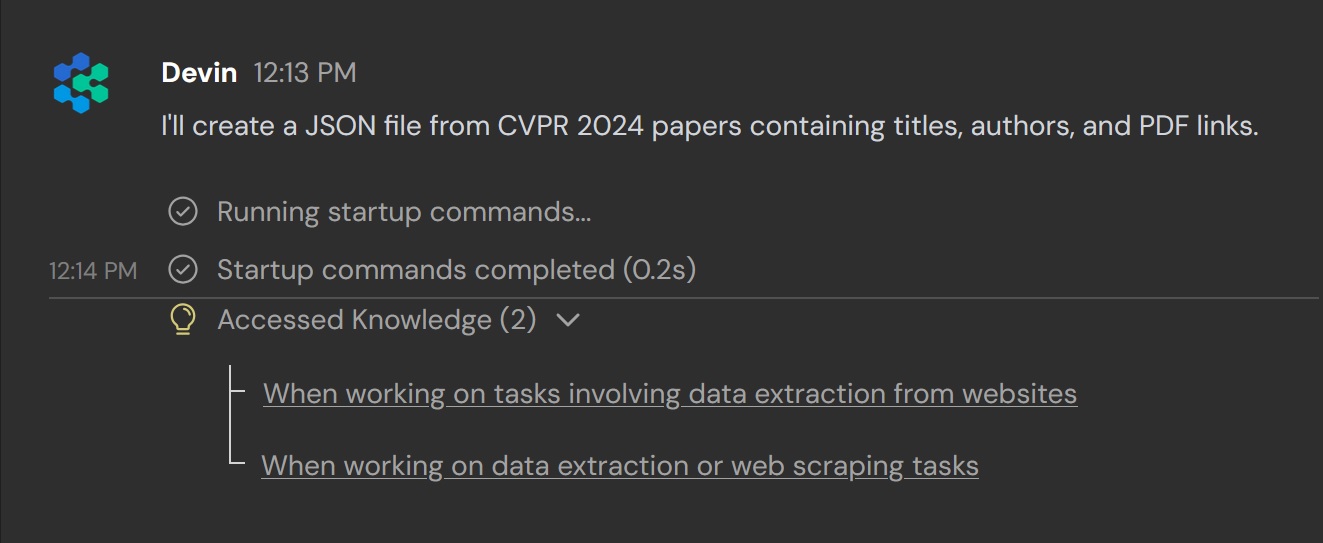 Devin 12:13 PM
I'll create a JSON file from CVPR 2024 papers containing titles, authors, and PDF links.
Running startup commands...
12:14 PM Startup commands completed (0.2s)
Accessed Knowledge (2)
When working on tasks involving data extraction from websites
When working on data extraction or web scraping tasks